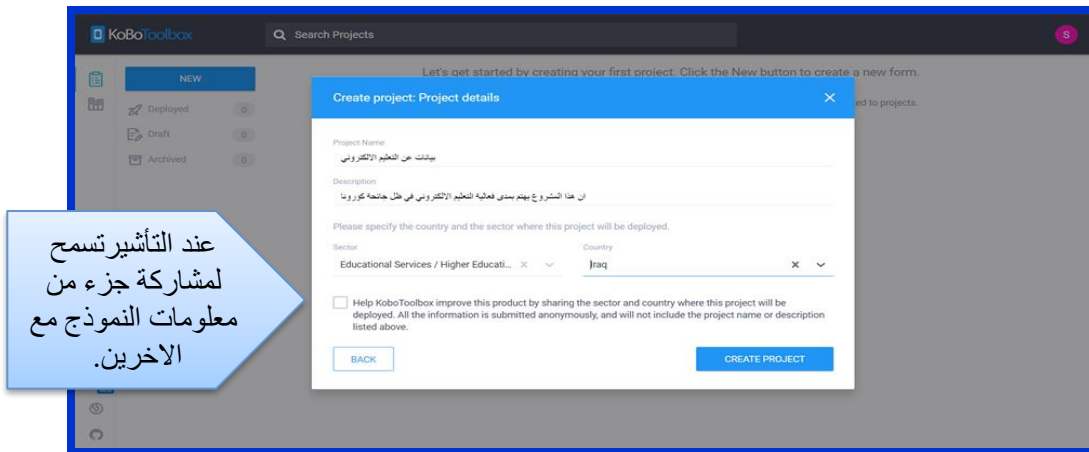 KoBoToolbox
Search Projects
S
NEW
Let's get started by creating your first project. Click the New button to create a new form.
ed to projects.
Deployed 0
Draft 0
Archived 0
Create project: Project details
Project Name
بيانات عن التعليم الالكتروني
Description
ان هذا المشروع يهتم بمدى فعالية التعليم الالكتروني في ظل جائحة كورونا
Please specify the country and the sector where this project will be deployed.
Sector
Educational Services / Higher Educati...
Country
Iraq
Help KoboToolbox improve this product by sharing the sector and country where this project will be
deployed. All the information is submitted anonymously, and will not include the project name or description
listed above.
BACK
CREATE PROJECT
عند التأشيرتسمح
لمشاركة جزء من
معلومات النموذج مع
الاخرين.